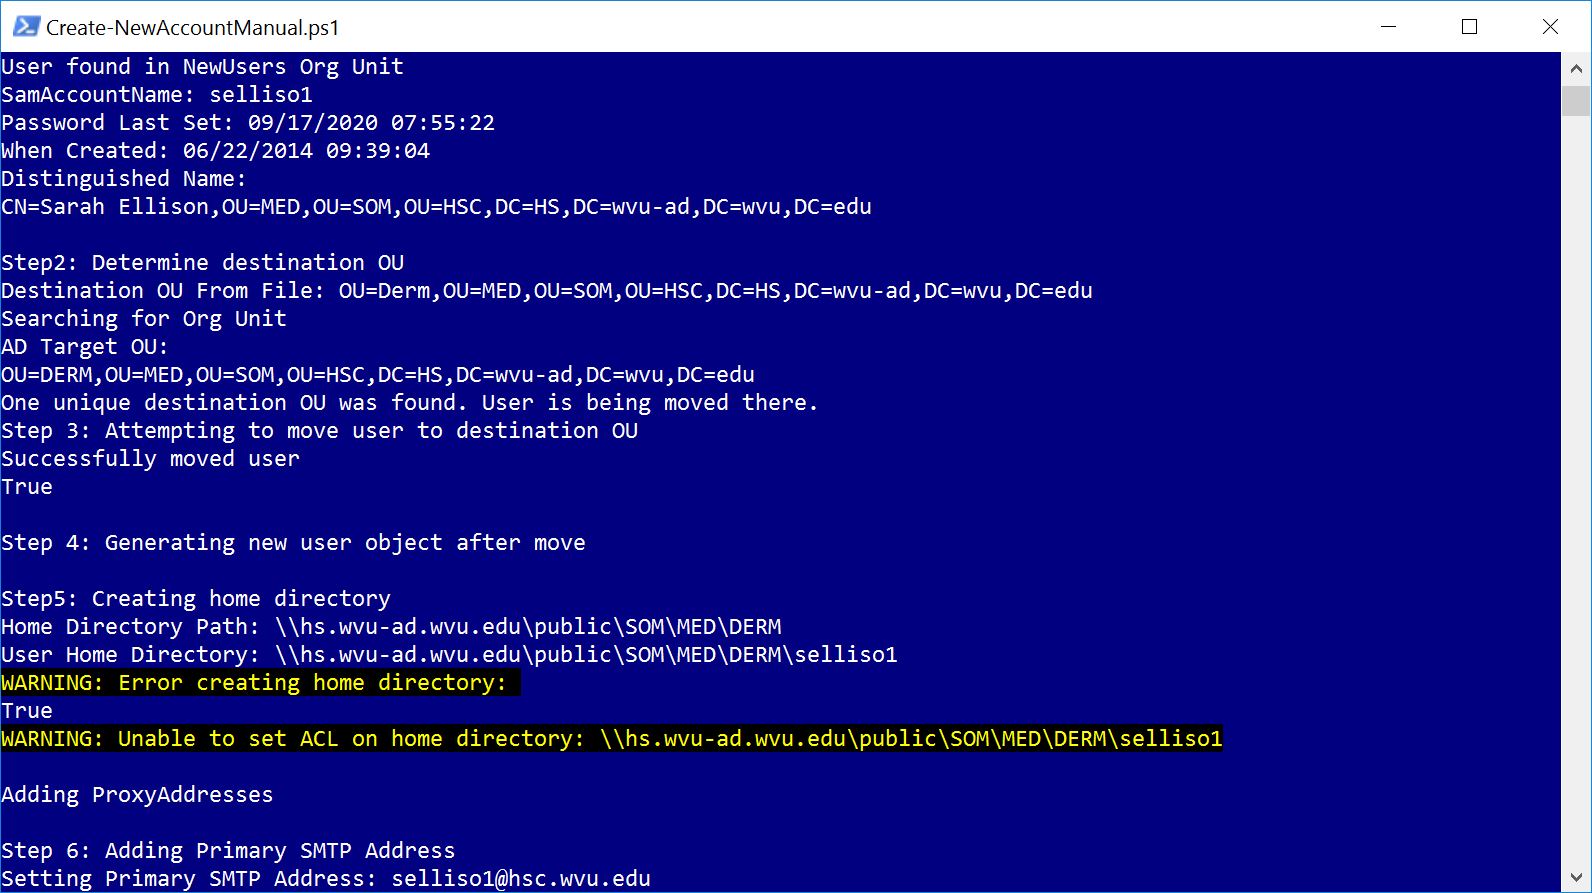 Create-NewAccountManual.ps1
User found in NewUsers Org Unit
SamAccountName: selliso1
Password Last Set: 09/17/2020 07:55:22
When Created: 06/22/2014 09:39:04
Distinguished Name:
CN=Sarah Ellison,OU=MED,OU=SOM,OU=HSC,DC=HS,DC=wvu-ad,DC=wvu,DC=edu
Step2: Determine destination OU
Destination OU From File: OU=Derm,OU=MED,OU=SOM,OU=HSC,DC=HS,DC=wvu-ad,DC=wvu,DC=edu
Searching for Org Unit
AD Target OU:
OU=DERM,OU=MED,OU=SOM,OU=HSC,DC=HS,DC=wvu-ad,DC=wvu,DC=edu
One unique destination OU was found. User is being moved there.
Step 3: Attempting to move user to destination OU
Successfully moved user
True
Step 4: Generating new user object after move
Step5: Creating home directory
Home Directory Path: \\hs.wvu-ad.wvu.edu\public\SOM\MED\DERM
User Home Directory: \\hs.wvu-ad.wvu.edu\public\SOM\MED\DERM\selliso1
WARNING: Error creating home directory:
True
WARNING: Unable to set ACL on home directory: \\hs.wvu-ad.wvu.edu\public\SOM\MED\DERM\selliso1
Adding ProxyAddresses
Step 6: Adding Primary SMTP Address
Setting Primary SMTP Address: selliso1@hsc.wvu.edu